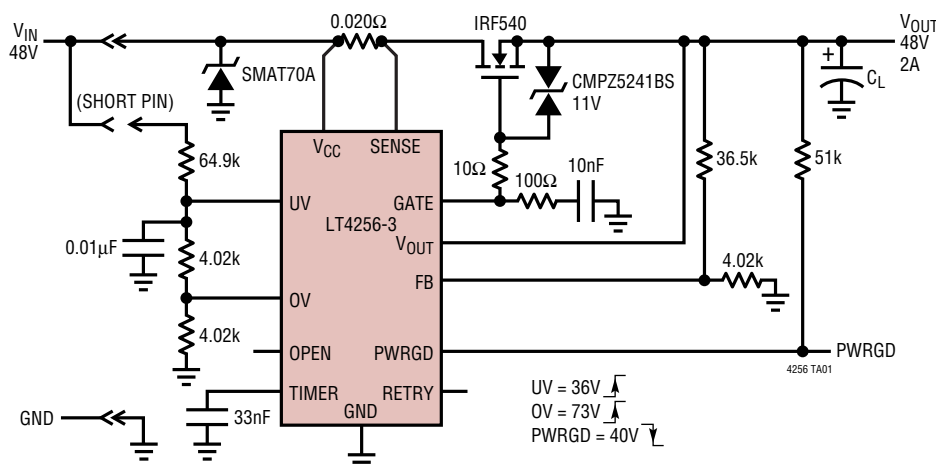 VIN
48V
0.020Ω
IRF540
VOUT
48V
2A
SMAT70A
CMPZ5241BS
11V
+
CL
(SHORT PIN)
64.9k
VCC
SENSE
36.5k
51k
10Ω
100Ω
10nF
UV
GATE
LT4256-3
VOUT
0.01µF
4.02k
FB
4.02k
OV
4.02k
OPEN
PWRGD
PWRGD
4256 TA01
TIMER
RETRY
GND
GND
33nF
UV = 36V
OV = 73V
PWRGD = 40V